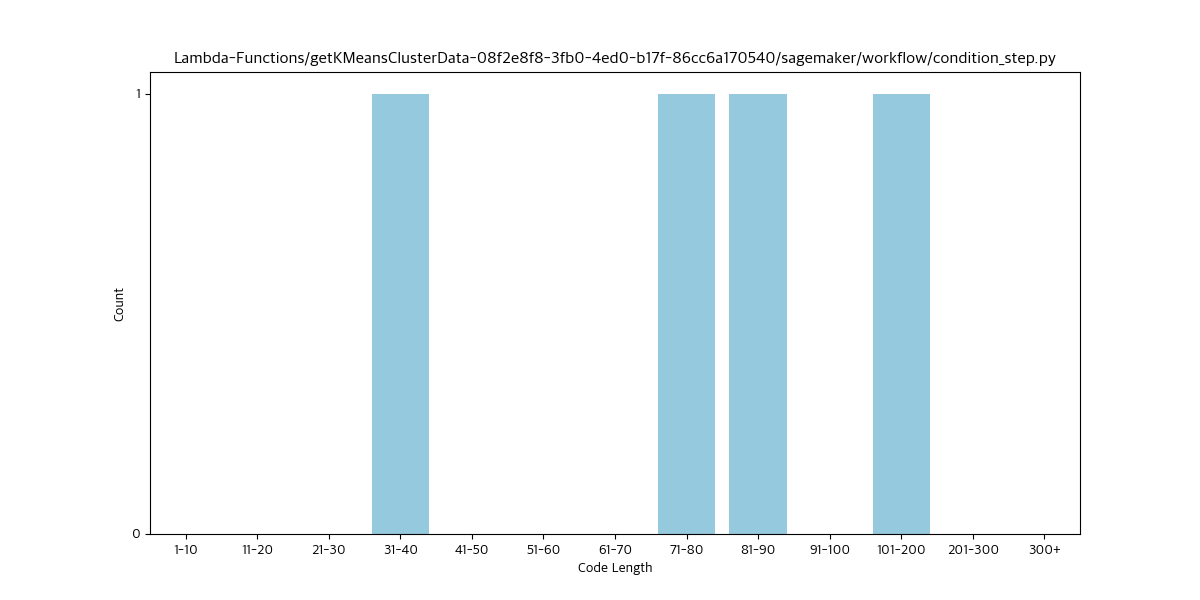 Lambda-Functions/getKMeansClusterData-08f2e8f8-3fb0-4ed0-b17f-86cc6a170540/sagemaker/workflow/condition_step.py
1
Count
0
1-10 11-20 21-30 31-40 41-50 51-60 61-70 71-80 81-90 91-100 101-200 201-300 300+
Code Length